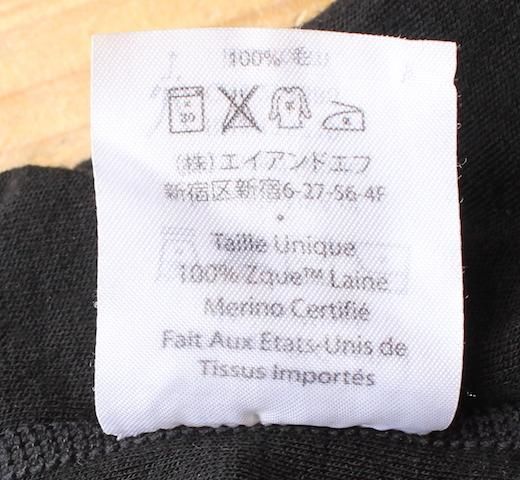 100% 毛
30
(株)エイアンドエフ
新宿区新宿6-27-56-4F
Taille Unique
100% Zque™ Laine
Merino Certifié
Fait Aux Etats-Unis de
Tissus Importés